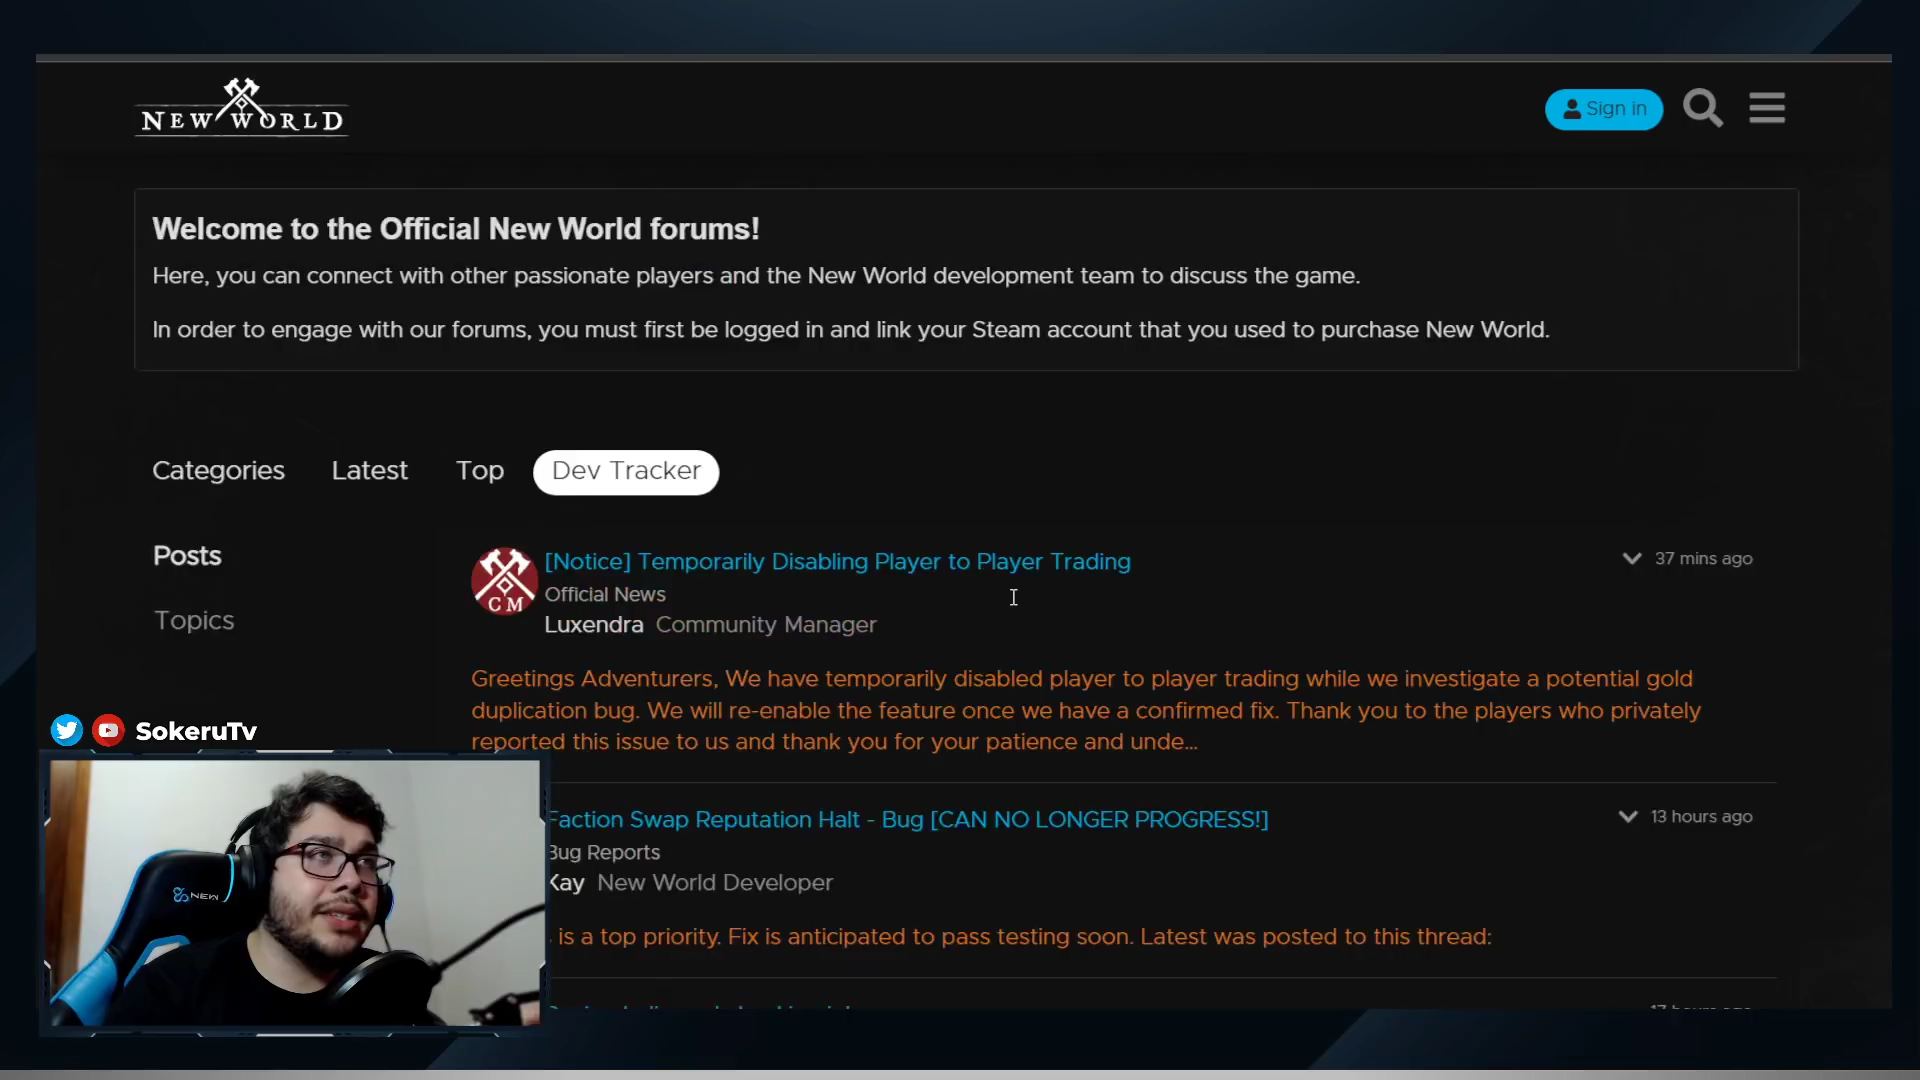 NEW WORLD
Sign in
Welcome to the Official New World forums!
Here, you can connect with other passionate players and the New World development team to discuss the game.
In order to engage with our forums, you must first be logged in and link your Steam account that you used to purchase New World.
Categories Latest Top Dev Tracker
Posts
Topics
[Notice] Temporarily Disabling Player to Player Trading
37 mins ago
CM
Official News
Luxendra Community Manager
Greetings Adventurers, We have temporarily disabled player to player trading while we investigate a potential gold
duplication bug. We will re-enable the feature once we have a confirmed fix. Thank you to the players who privately
reported this issue to us and thank you for your patience and unde...
SokeruTv
Faction Swap Reputation Halt - Bug [CAN NO LONGER PROGRESS!]
13 hours ago
Bug Reports
Kay New World Developer
is a top priority. Fix is anticipated to pass testing soon. Latest was posted to this thread:
NEW